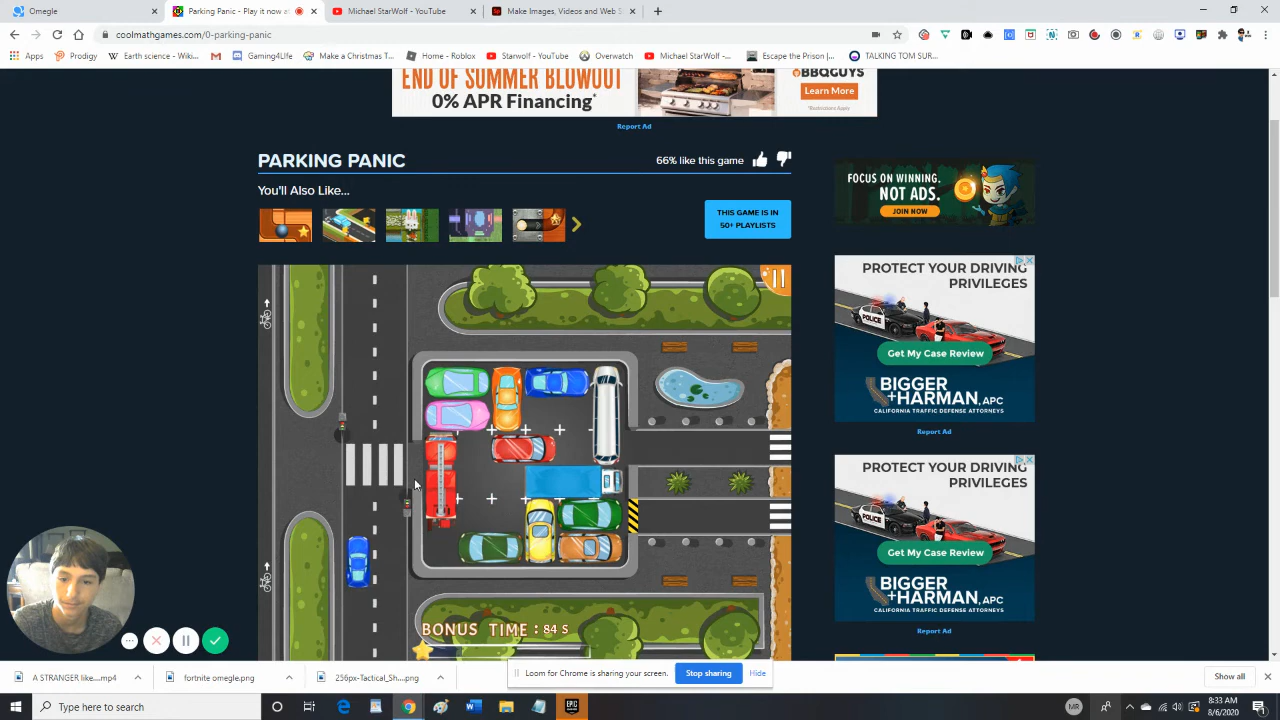 Omegle
Parking Panic - Play it now at
Michael StarWolf - YouTube
Make Images, Videos and Web S
coolmathgames.com/0-parking-panic
Apps
Prodigy
Earth science - Wiki...
Gaming4Life
Make a Christmas T...
Home - Roblox
Starwolf - YouTube
Overwatch
Michael StarWolf -...
Escape the Prison |...
TALKING TOM SUR...
END OF SUMMER BLOWOUT
0% APR Financing*
BBQGUYS
Learn More
*Restrictions Apply
Report Ad
PARKING PANIC
66% like this game
You'll Also Like...
THIS GAME IS IN
50+ PLAYLISTS
FOCUS ON WINNING.
NOT ADS.
JOIN NOW
PROTECT YOUR DRIVING
PRIVILEGES
POLICE
Get My Case Review
BIGGER
+HARMAN, APC
CALIFORNIA TRAFFIC DEFENSE ATTORNEYS
Report Ad
PROTECT YOUR DRIVING
PRIVILEGES
POLICE
Get My Case Review
BIGGER
+HARMAN, APC
CALIFORNIA TRAFFIC DEFENSE ATTORNEYS
Report Ad
BONUS TIME : 84 S
A STRANGER like....mp4
fortnite omegle.png
256px-Tactical_Sh....png
Loom for Chrome is sharing your screen.
Stop sharing
Hide
Show all
Type here to search
EPIC
MR
8:33 AM
8/6/2020